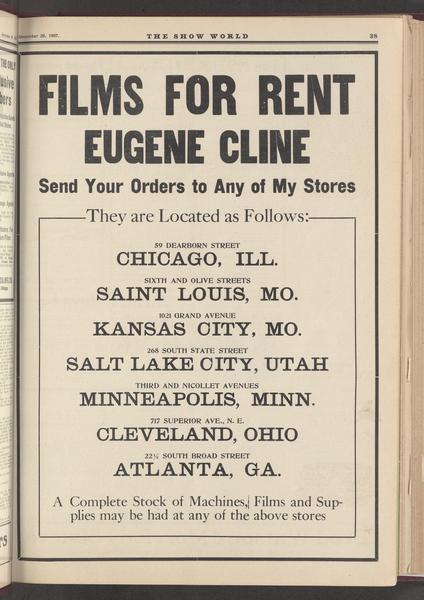 December 28, 1907.
THE SHOW WORLD
38
FILMS FOR RENT
EUGENE CLINE
Send Your Orders to Any of My Stores
They are Located as Follows:
59 DEARBORN STREET
CHICAGO, ILL.
SIXTH AND OLIVE STREETS
SAINT LOUIS, MO.
1021 GRAND AVENUE
KANSAS CITY, MO.
268 SOUTH STATE STREET
SALT LAKE CITY, UTAH
THIRD AND NICOLLET AVENUES
MINNEAPOLIS, MINN.
717 SUPERIOR AVE., N. E.
CLEVELAND, OHIO
22½ SOUTH BROAD STREET
ATLANTA, GA.
A Complete Stock of Machines, Films and Sup-
plies may be had at any of the above stores